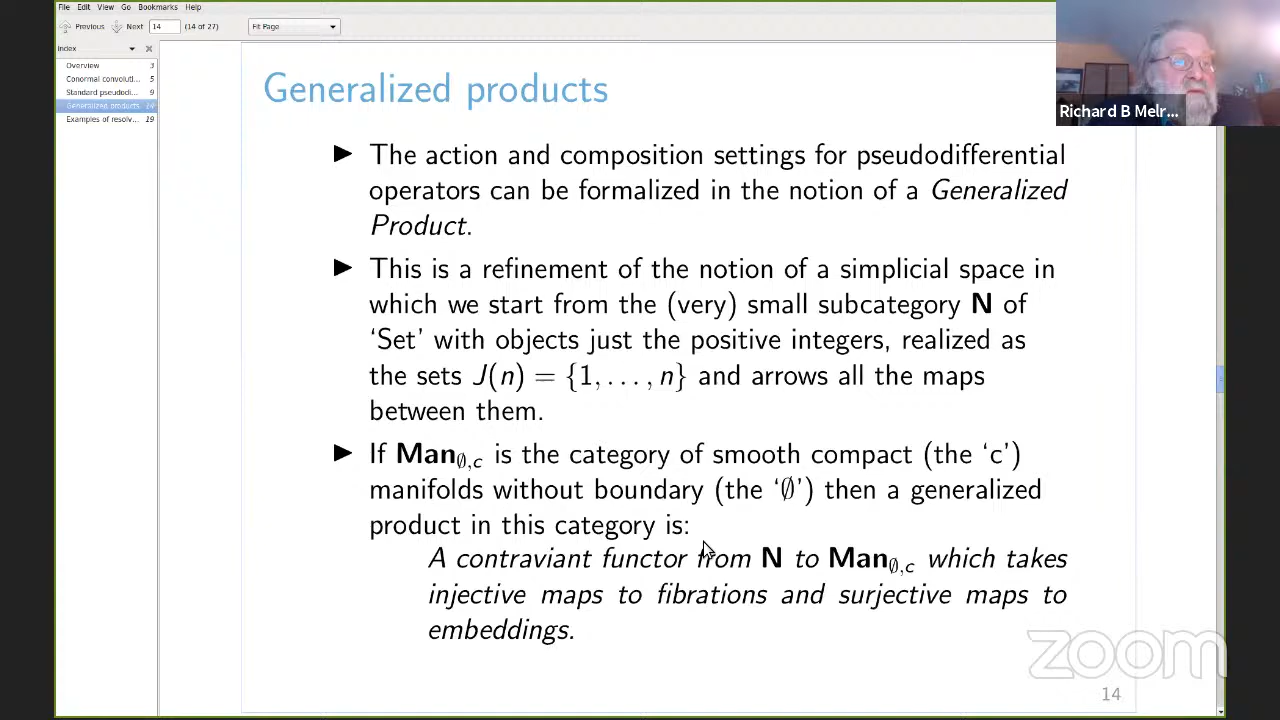 File Edit View Go Bookmarks Help
Previous Next 14 (14 of 27) Fit Page
Index
Overview 3
Conormal convoluti... 5
Standard pseudodi... 9
Generalized products 14
Examples of resolv... 19
Richard B Melr...
Generalized products
▶ The action and composition settings for pseudodifferential
operators can be formalized in the notion of a Generalized
Product.
▶ This is a refinement of the notion of a simplicial space in
which we start from the (very) small subcategory N of
‘Set’ with objects just the positive integers, realized as
the sets J(n) = {1, . . . , n} and arrows all the maps
between them.
▶ If Man∅,c is the category of smooth compact (the ‘c’)
manifolds without boundary (the ‘∅’) then a generalized
product in this category is:
A contraviant functor from N to Man∅,c which takes
injective maps to fibrations and surjective maps to
embeddings.
zoom
14